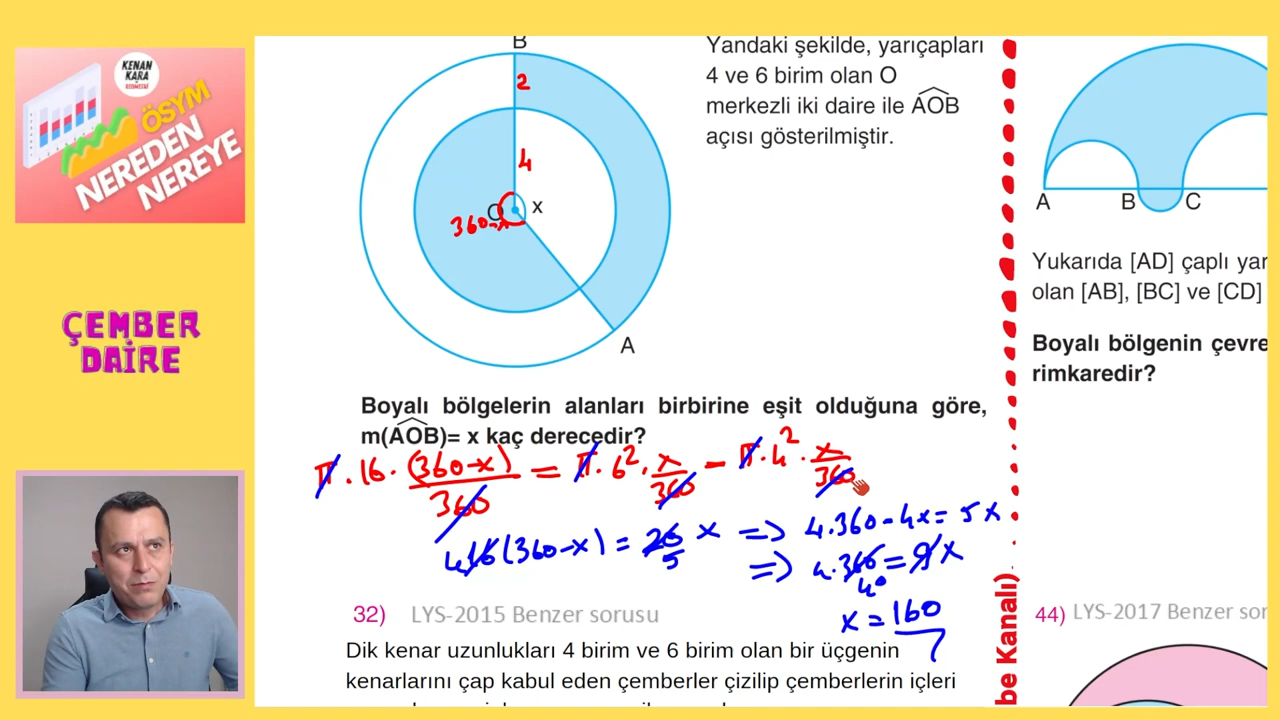 KENAN
KARA
ÖSYM
NEREDEN
NEREYE
ÇEMBER
DAİRE
B
2
4
O
x
360-x
A
Yandaki şekilde, yarıçapları
4 ve 6 birim olan O
merkezli iki daire ile AOB
açısı gösterilmiştir.
Boyalı bölgelerin alanları birbirine eşit olduğuna göre,
m(AOB)= x kaç derecedir?
π.16.(360-x)/360 = π.6².x/360 - π.4².x/360
4 16(360-x) = 20/5 x => 4.360-4x = 5x
=> 4.360 = 9x
40
x = 160
32) LYS-2015 Benzer sorusu
Dik kenar uzunlukları 4 birim ve 6 birim olan bir üçgenin
kenarlarını çap kabul eden çemberler çizilip çemberlerin içleri
be Kanalı)
A B C
Yukarıda [AD] çaplı yar
olan [AB], [BC] ve [CD]
Boyalı bölgenin çevre
rimkaredir?
44) LYS-2017 Benzer sor